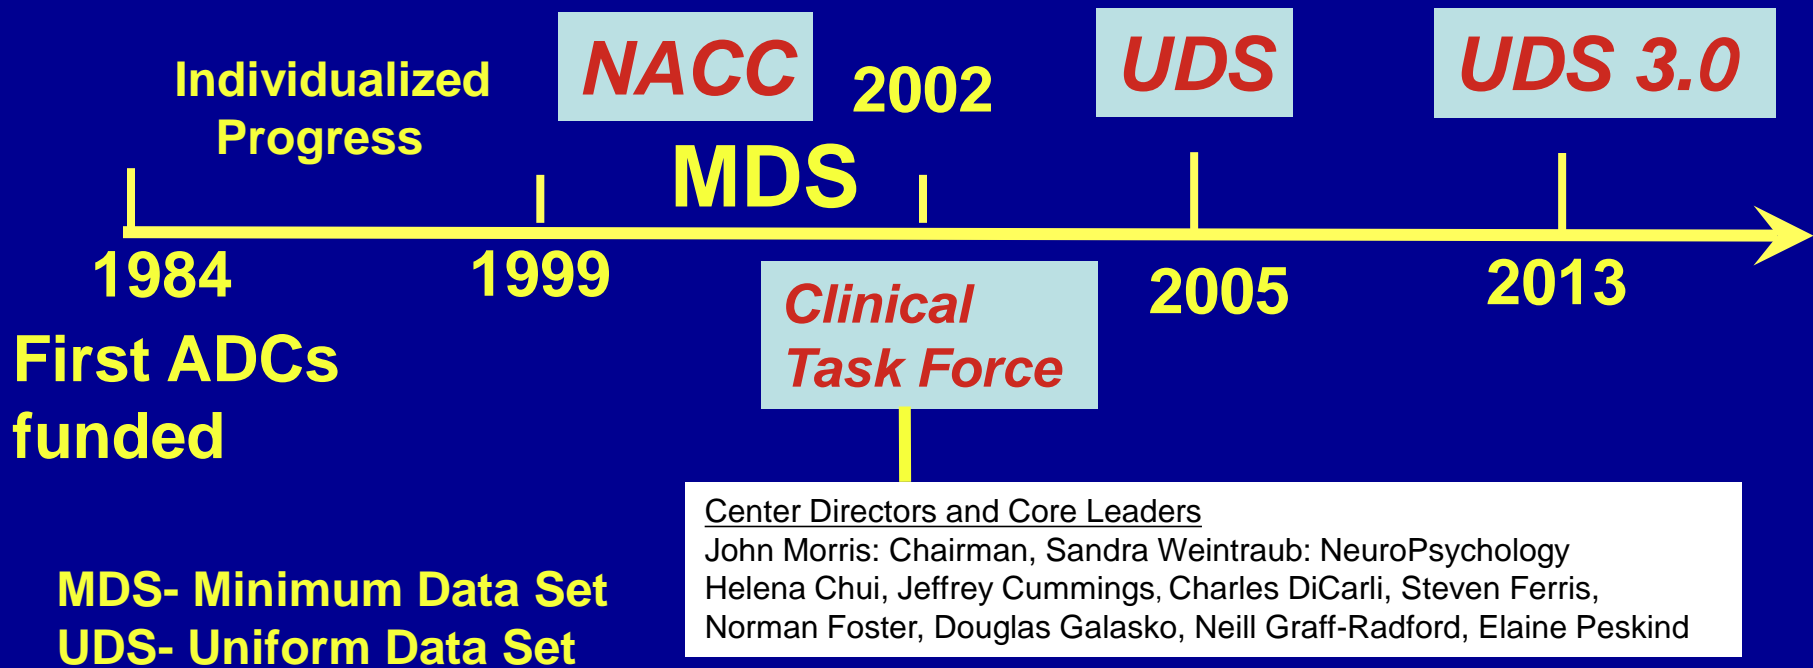 Individualized
Progress
NACC
2002
UDS
UDS 3.0
MDS
1984
1999
2005
2013
First ADCs
funded
Clinical
Task Force
Center Directors and Core Leaders
John Morris: Chairman, Sandra Weintraub: NeuroPsychology
Helena Chui, Jeffrey Cummings, Charles DiCarli, Steven Ferris,
Norman Foster, Douglas Galasko, Neill Graff-Radford, Elaine Peskind
MDS- Minimum Data Set
UDS- Uniform Data Set